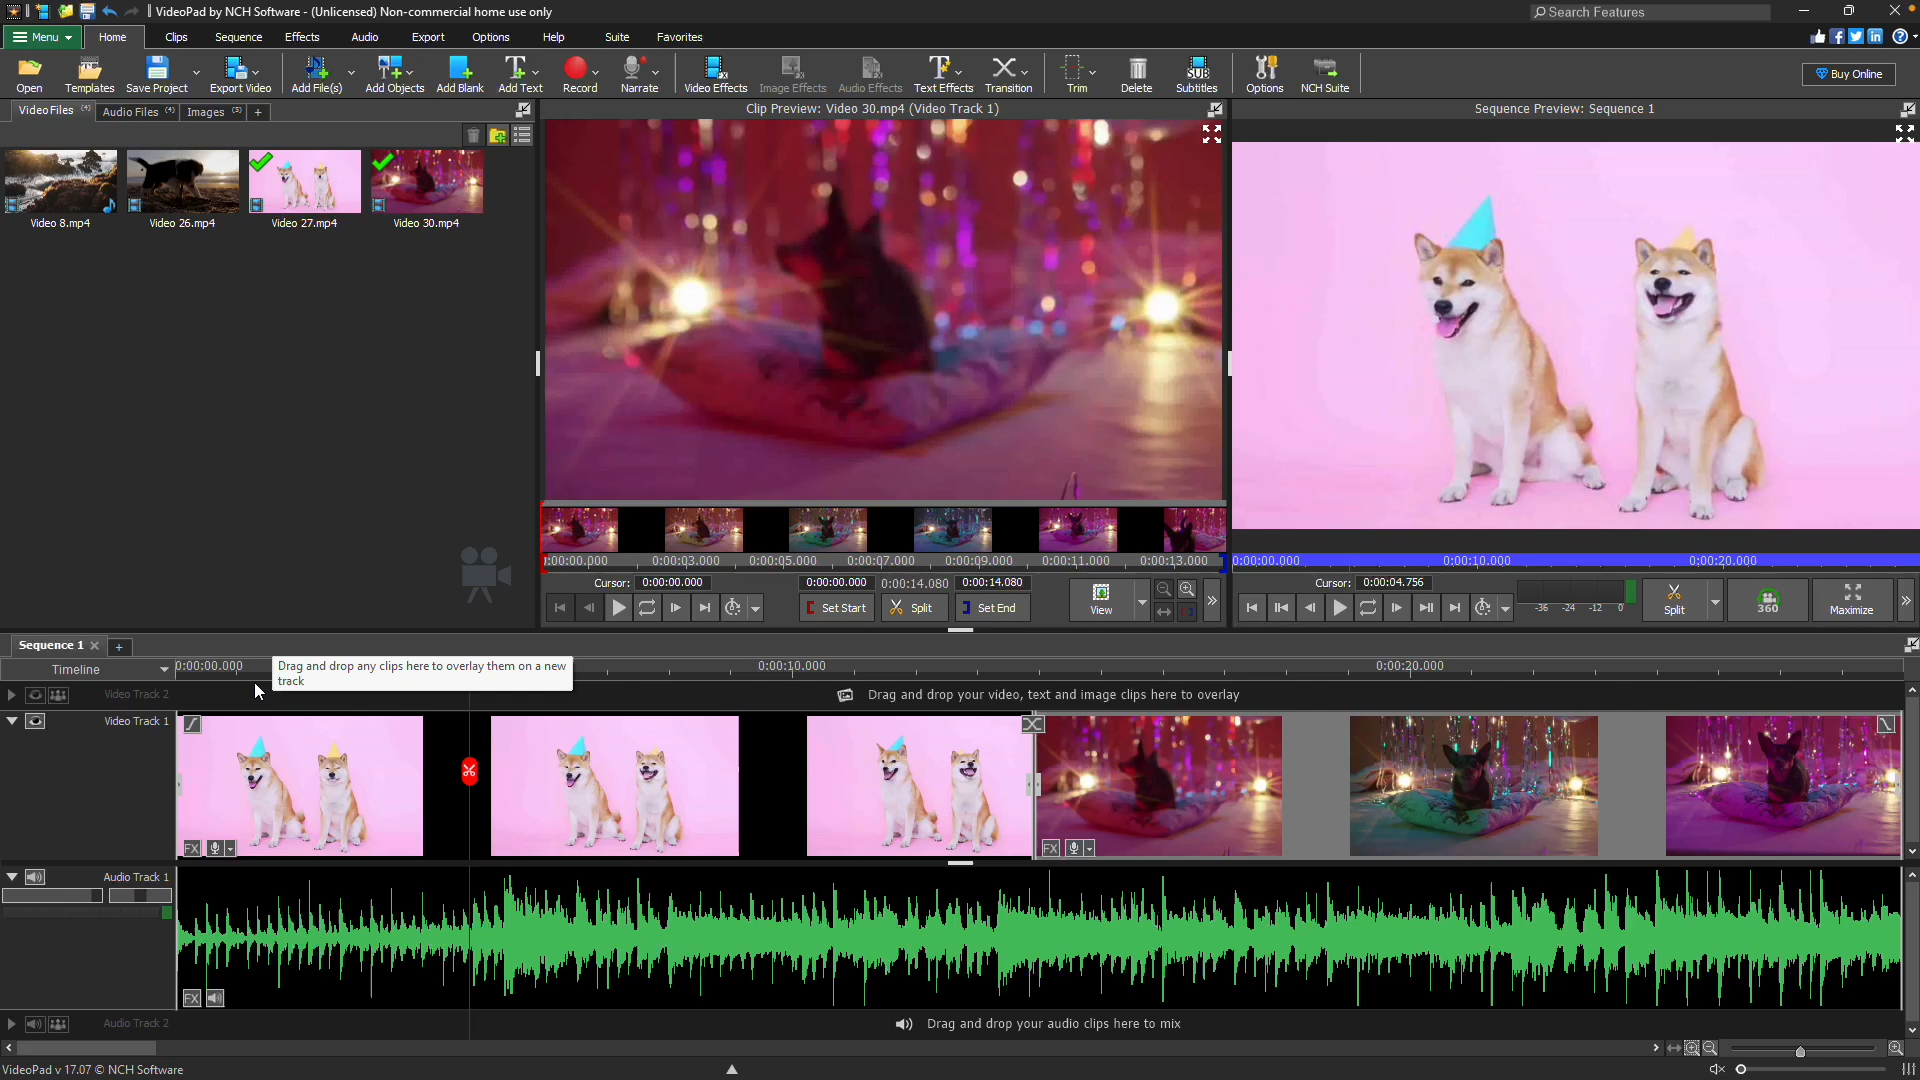 VideoPad by NCH Software - (Unlicensed) Non-commercial home use only
Search Features
Menu Home Clips Sequence Effects Audio Export Options Help Suite Favorites
Open Templates Save Project Export Video Add File(s) Add Objects Add Blank Add Text Record Narrate Video Effects Image Effects Audio Effects Text Effects Transition Trim Delete Subtitles Options NCH Suite
SUB
Buy Online
Video Files (4) Audio Files (4) Images (5) +
Clip Preview: Video 30.mp4 (Video Track 1)
Sequence Preview: Sequence 1
Video 8.mp4 Video 26.mp4 Video 27.mp4 Video 30.mp4
0:00:00.000 0:00:03.000 0:00:05.000 0:00:07.000 0:00:09.000 0:00:11.000 0:00:13.000
0:00:00.000 0:00:10.000 0:00:20.000
Cursor: 0:00:00.000 0:00:00.000 0:00:14.080 0:00:14.080
Set Start Split Set End View
Cursor: 0:00:04.756
-36 -24 -12 0
Split 360 Maximize
Sequence 1 +
Timeline 0:00:00.000 0:00:10.000 0:00:20.000
Drag and drop any clips here to overlay them on a new
track
Video Track 2 Drag and drop your video, text and image clips here to overlay
Video Track 1
FX FX
Audio Track 1
FX
Audio Track 2 Drag and drop your audio clips here to mix
VideoPad v 17.07 © NCH Software